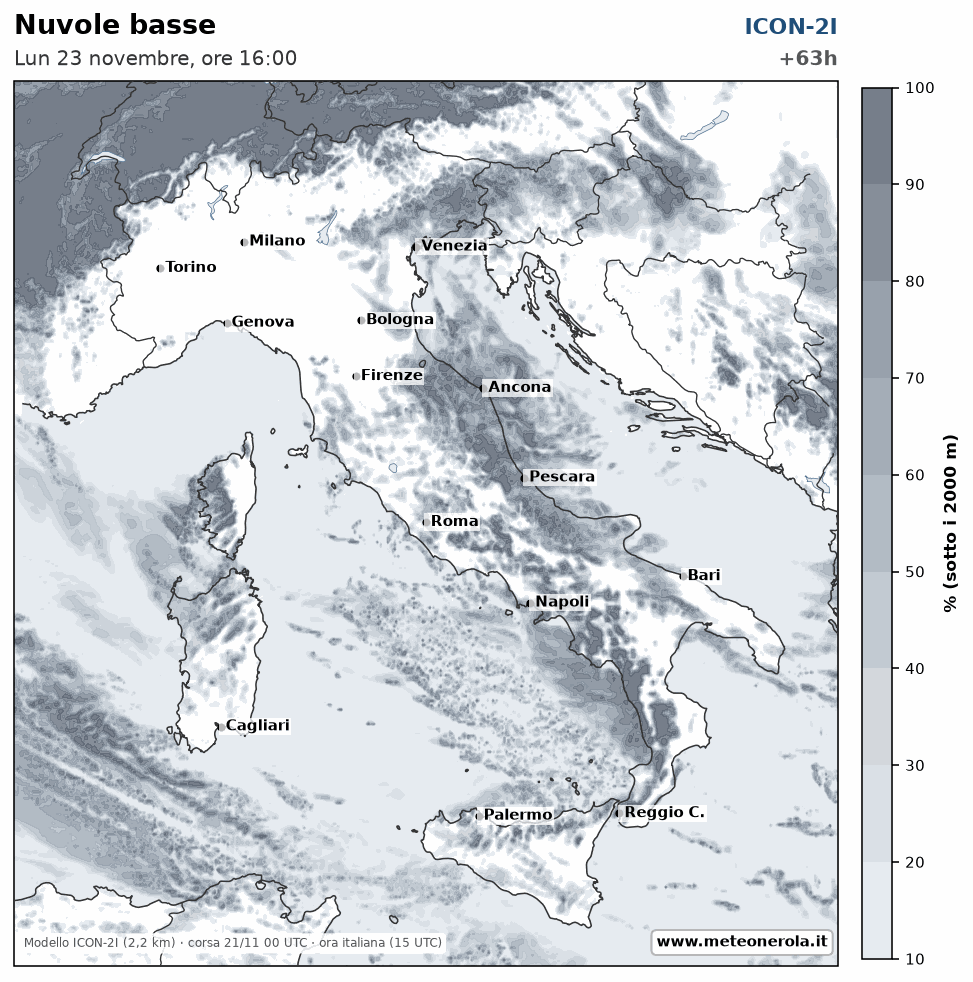 Nuvole basse
ICON-2I
Lun 23 novembre, ore 16:00
+63h
Milano
Venezia
Torino
Genova
Bologna
Firenze
Ancona
Pescara
Roma
Bari
Napoli
Cagliari
Palermo
Reggio C.
Modello ICON-2I (2,2 km) · corsa 21/11 00 UTC · ora italiana (15 UTC)
www.meteonerola.it
100
90
80
70
60
50
40
30
20
10
% (sotto i 2000 m)